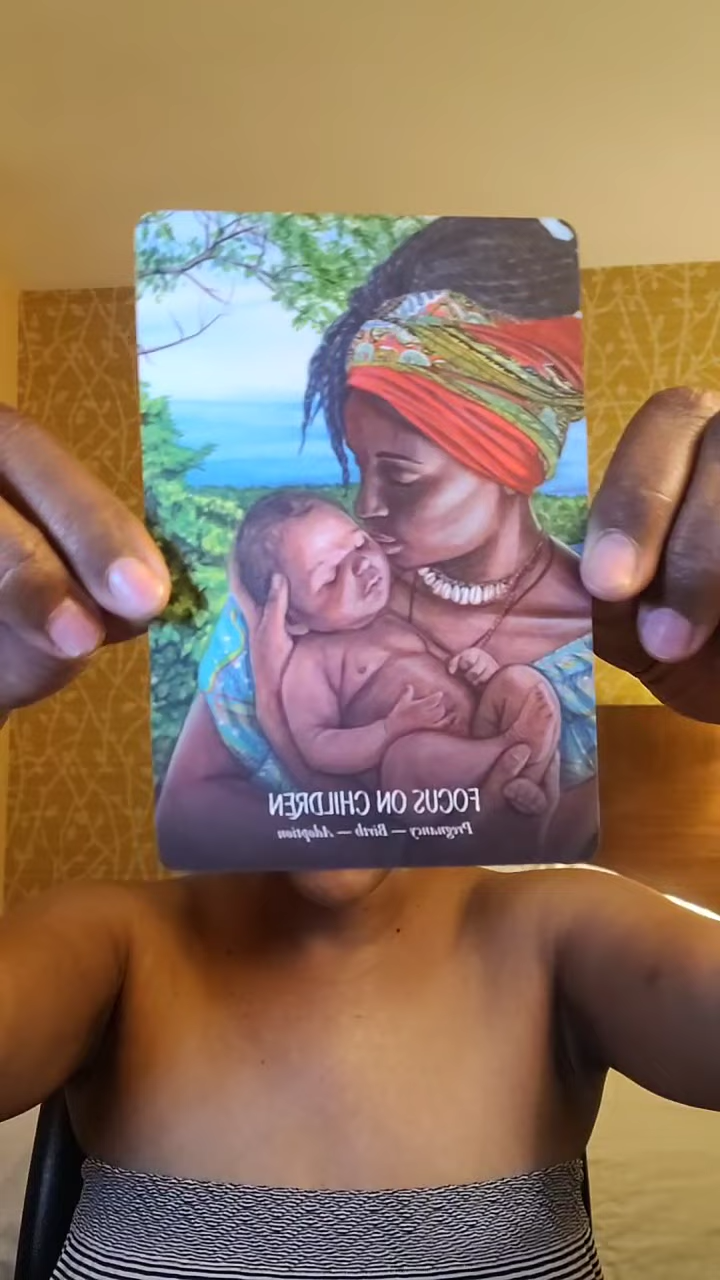 FOCUS ON CHILDREN
Pregnancy — Birth — Adoption